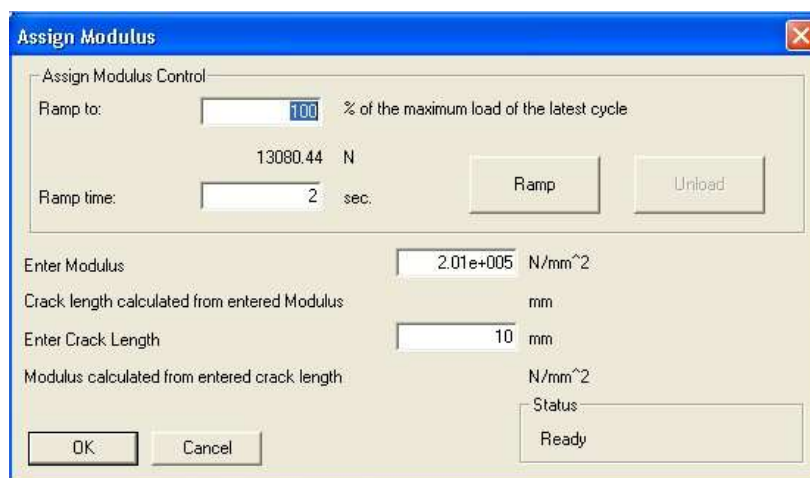 Assign Modulus
Assign Modulus Control
Ramp to: 100 % of the maximum load of the latest cycle
13080.44 N
Ramp time: 2 sec. Ramp Unload
Enter Modulus 2.01e+005 N/mm^2
Crack length calculated from entered Modulus mm
Enter Crack Length 10 mm
Modulus calculated from entered crack length N/mm^2
Status
Ready
OK Cancel